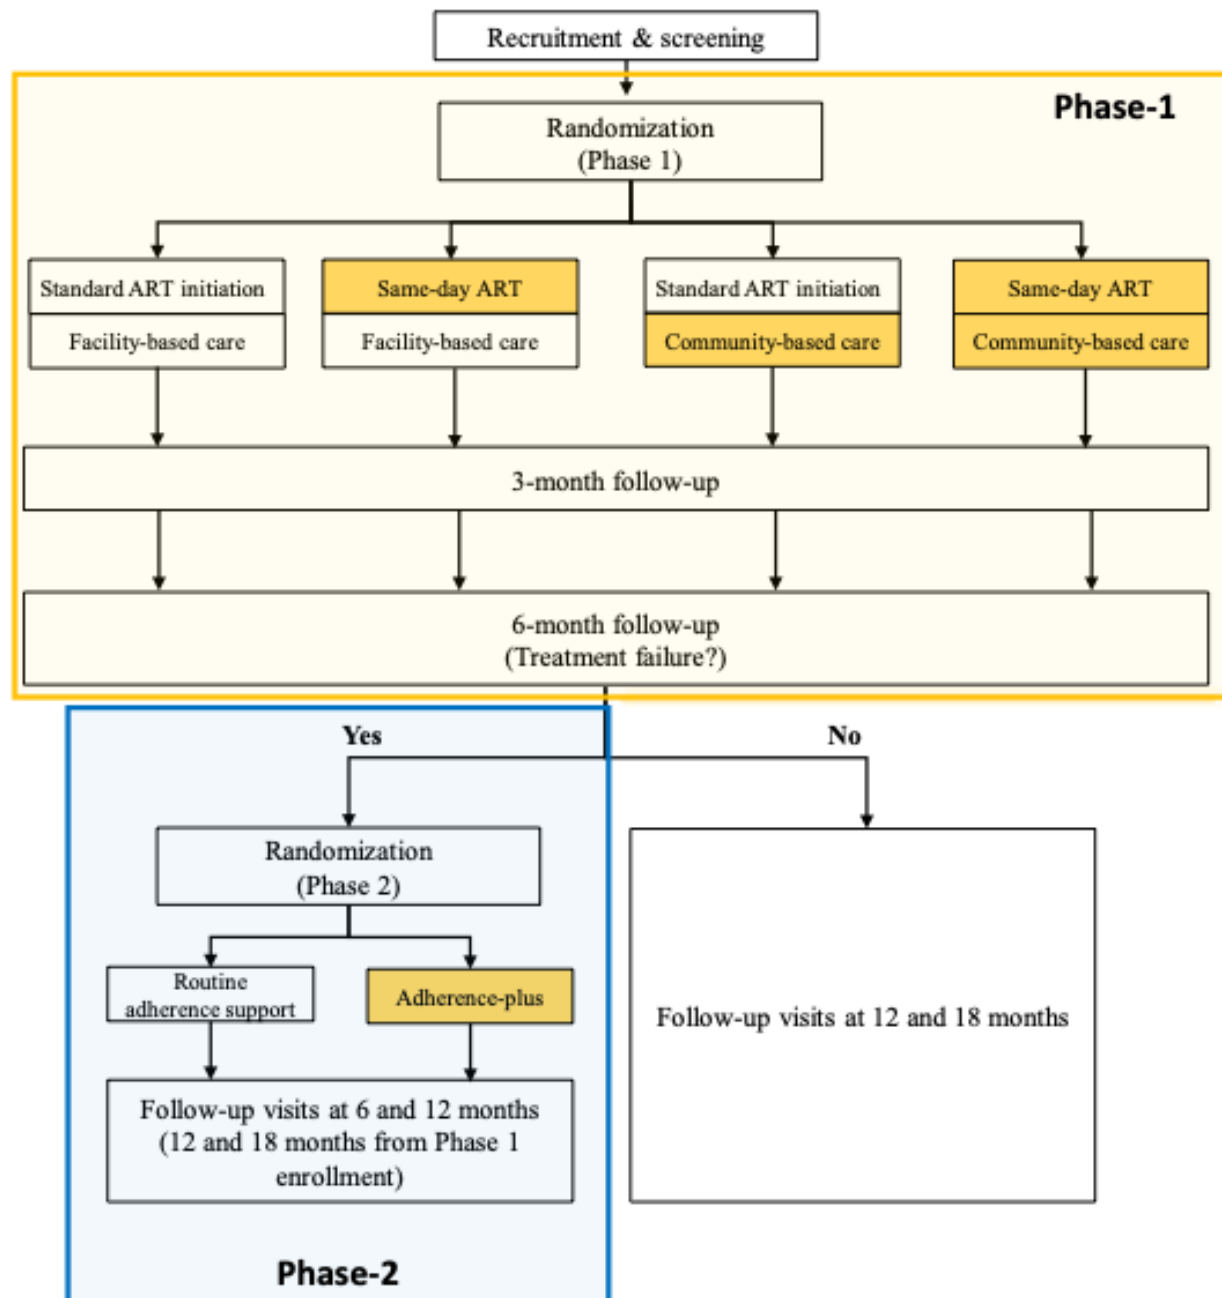 Recruitment & screening
Phase-1
Randomization
(Phase 1)
Standard ART initiation
Facility-based care
Same-day ART
Facility-based care
Standard ART initiation
Community-based care
Same-day ART
Community-based care
3-month follow-up
6-month follow-up
(Treatment failure?)
Yes
No
Randomization
(Phase 2)
Routine
adherence support
Adherence-plus
Follow-up visits at 6 and 12 months
(12 and 18 months from Phase 1
enrollment)
Follow-up visits at 12 and 18 months
Phase-2